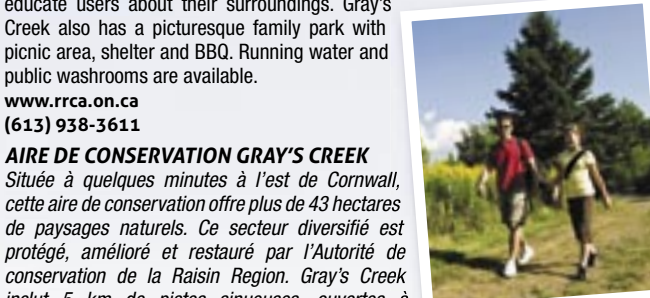 educate users about their surroundings. Gray's
Creek also has a picturesque family park with
picnic area, shelter and BBQ. Running water and
public washrooms are available.
www.rrca.on.ca
(613) 938-3611
AIRE DE CONSERVATION GRAY'S CREEK
Située à quelques minutes à l'est de Cornwall,
cette aire de conservation offre plus de 43 hectares
de paysages naturels. Ce secteur diversifié est
protégé, amélioré et restauré par l'Autorité de
conservation de la Raisin Region. Gray's Creek
inclut 5 km de pistes sinueuses, ouvertes à